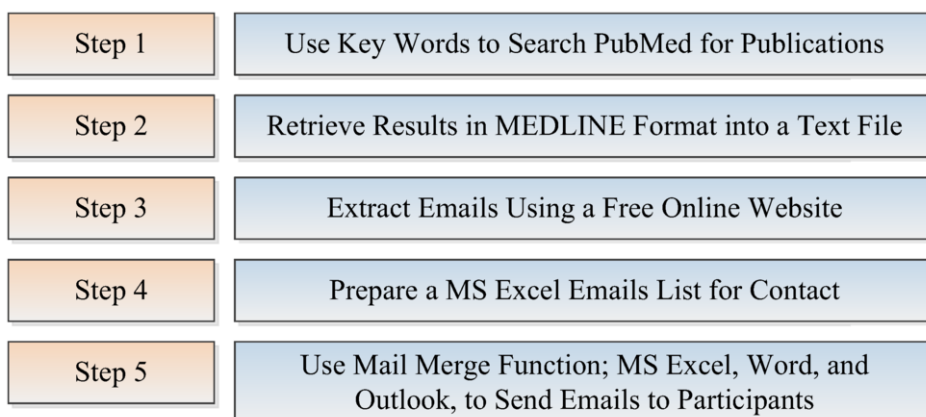 Step 1
Use Key Words to Search PubMed for Publications
Step 2
Retrieve Results in MEDLINE Format into a Text File
Step 3
Extract Emails Using a Free Online Website
Step 4
Prepare a MS Excel Emails List for Contact
Step 5
Use Mail Merge Function; MS Excel, Word, and
Outlook, to Send Emails to Participants